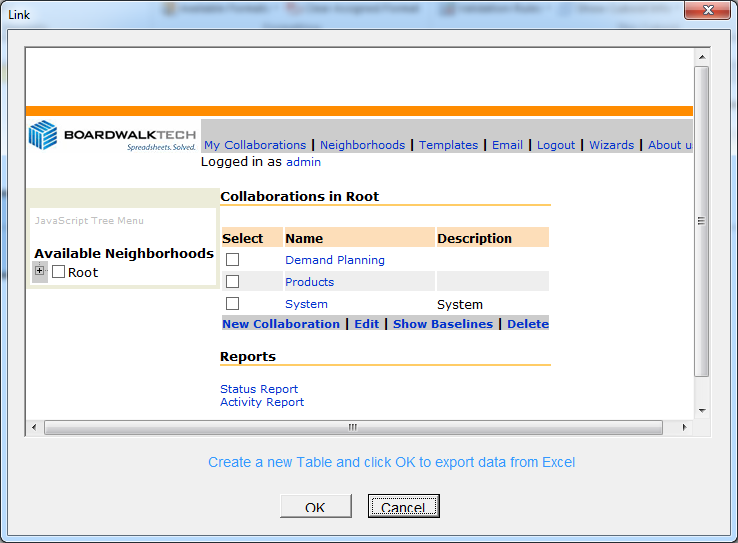 Link
BOARDWALKTECH
Spreadsheets. Solved.
My Collaborations | Neighborhoods | Templates | Email | Logout | Wizards | About u
Logged in as admin
Collaborations in Root
JavaScript Tree Menu
Available Neighborhoods
Root
Select Name Description
Demand Planning
Products
System System
New Collaboration | Edit | Show Baselines | Delete
Reports
Status Report
Activity Report
Create a new Table and click OK to export data from Excel
OK Cancel